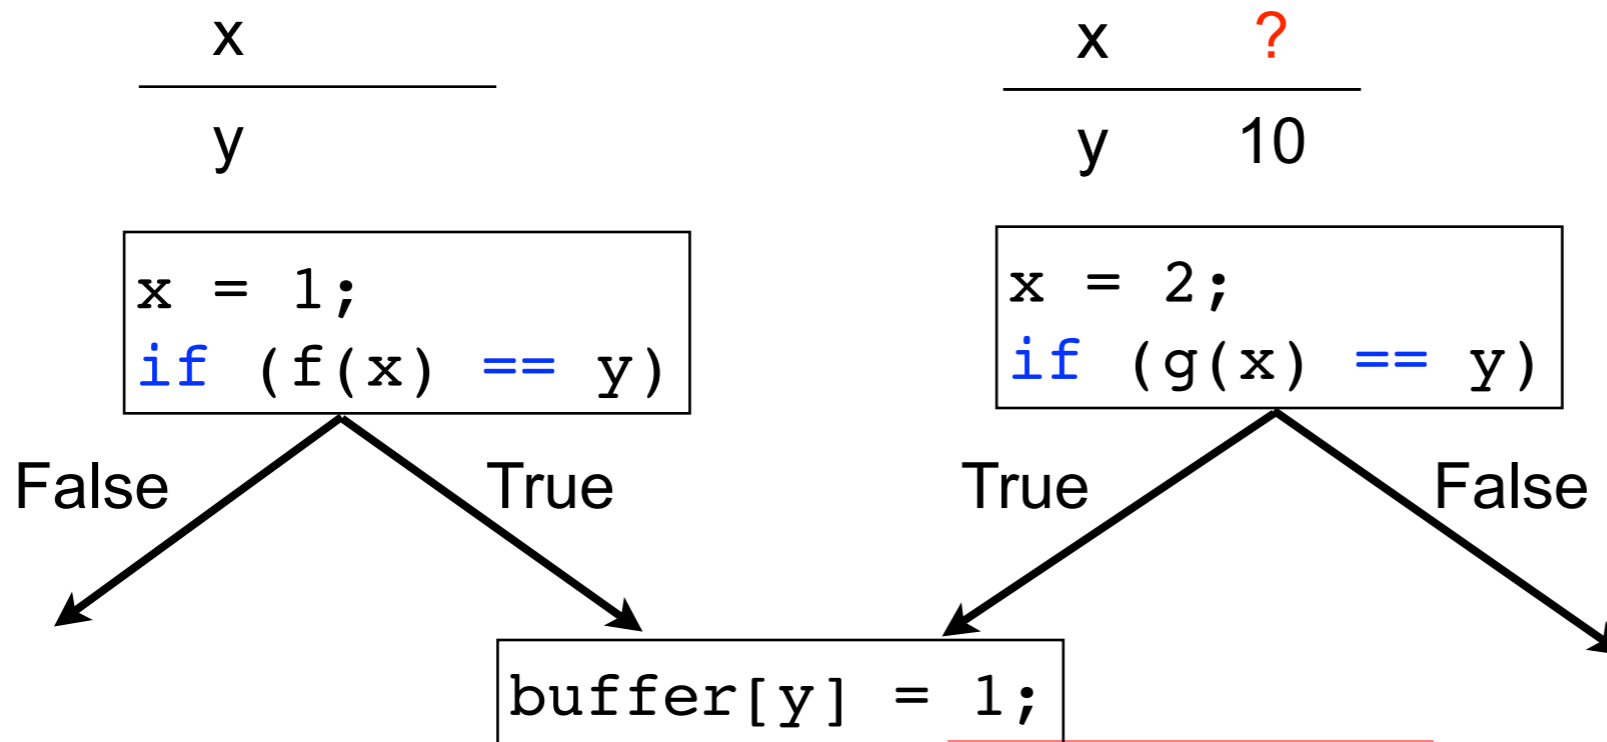 x
y
x ?
y 10
x = 1;
if (f(x) == y)
x = 2;
if (g(x) == y)
False
True
True
False
buffer[y] = 1;